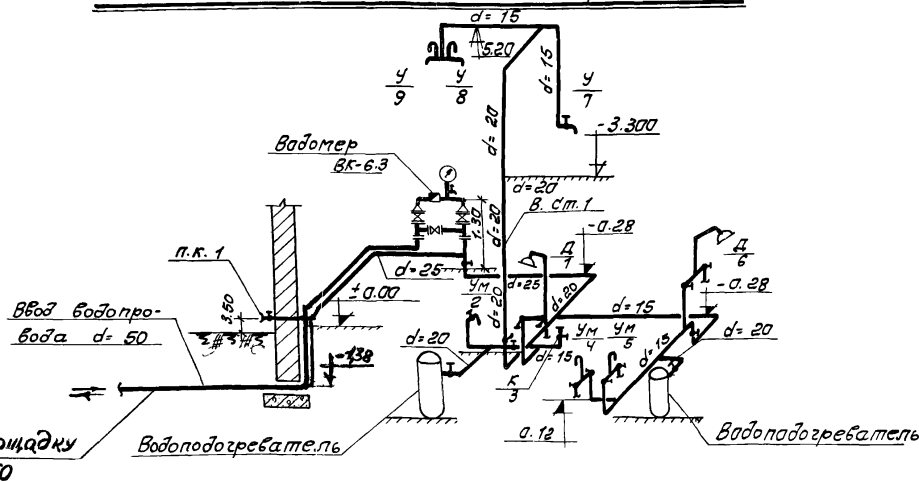 d=15
5.20
У
9
У
8
d=15
У
7
d=20
-3.300
Водомер
ВК-6.3
d=20
d=20
В. ст. 1
1.30
-0.28
п.к. 1
d=25
Ум
2
d=25
Д
1
d=20
Д
6
-0.28
3.50
±0.00
d=20
d=15
Ввод водопро-
вода d=50
-1,38
d=20
d=15
К
3
Ум
4
Ум
5
d=15
d=20
0.12
ощадку
Водоподогреватель
Водоподогреватель
0